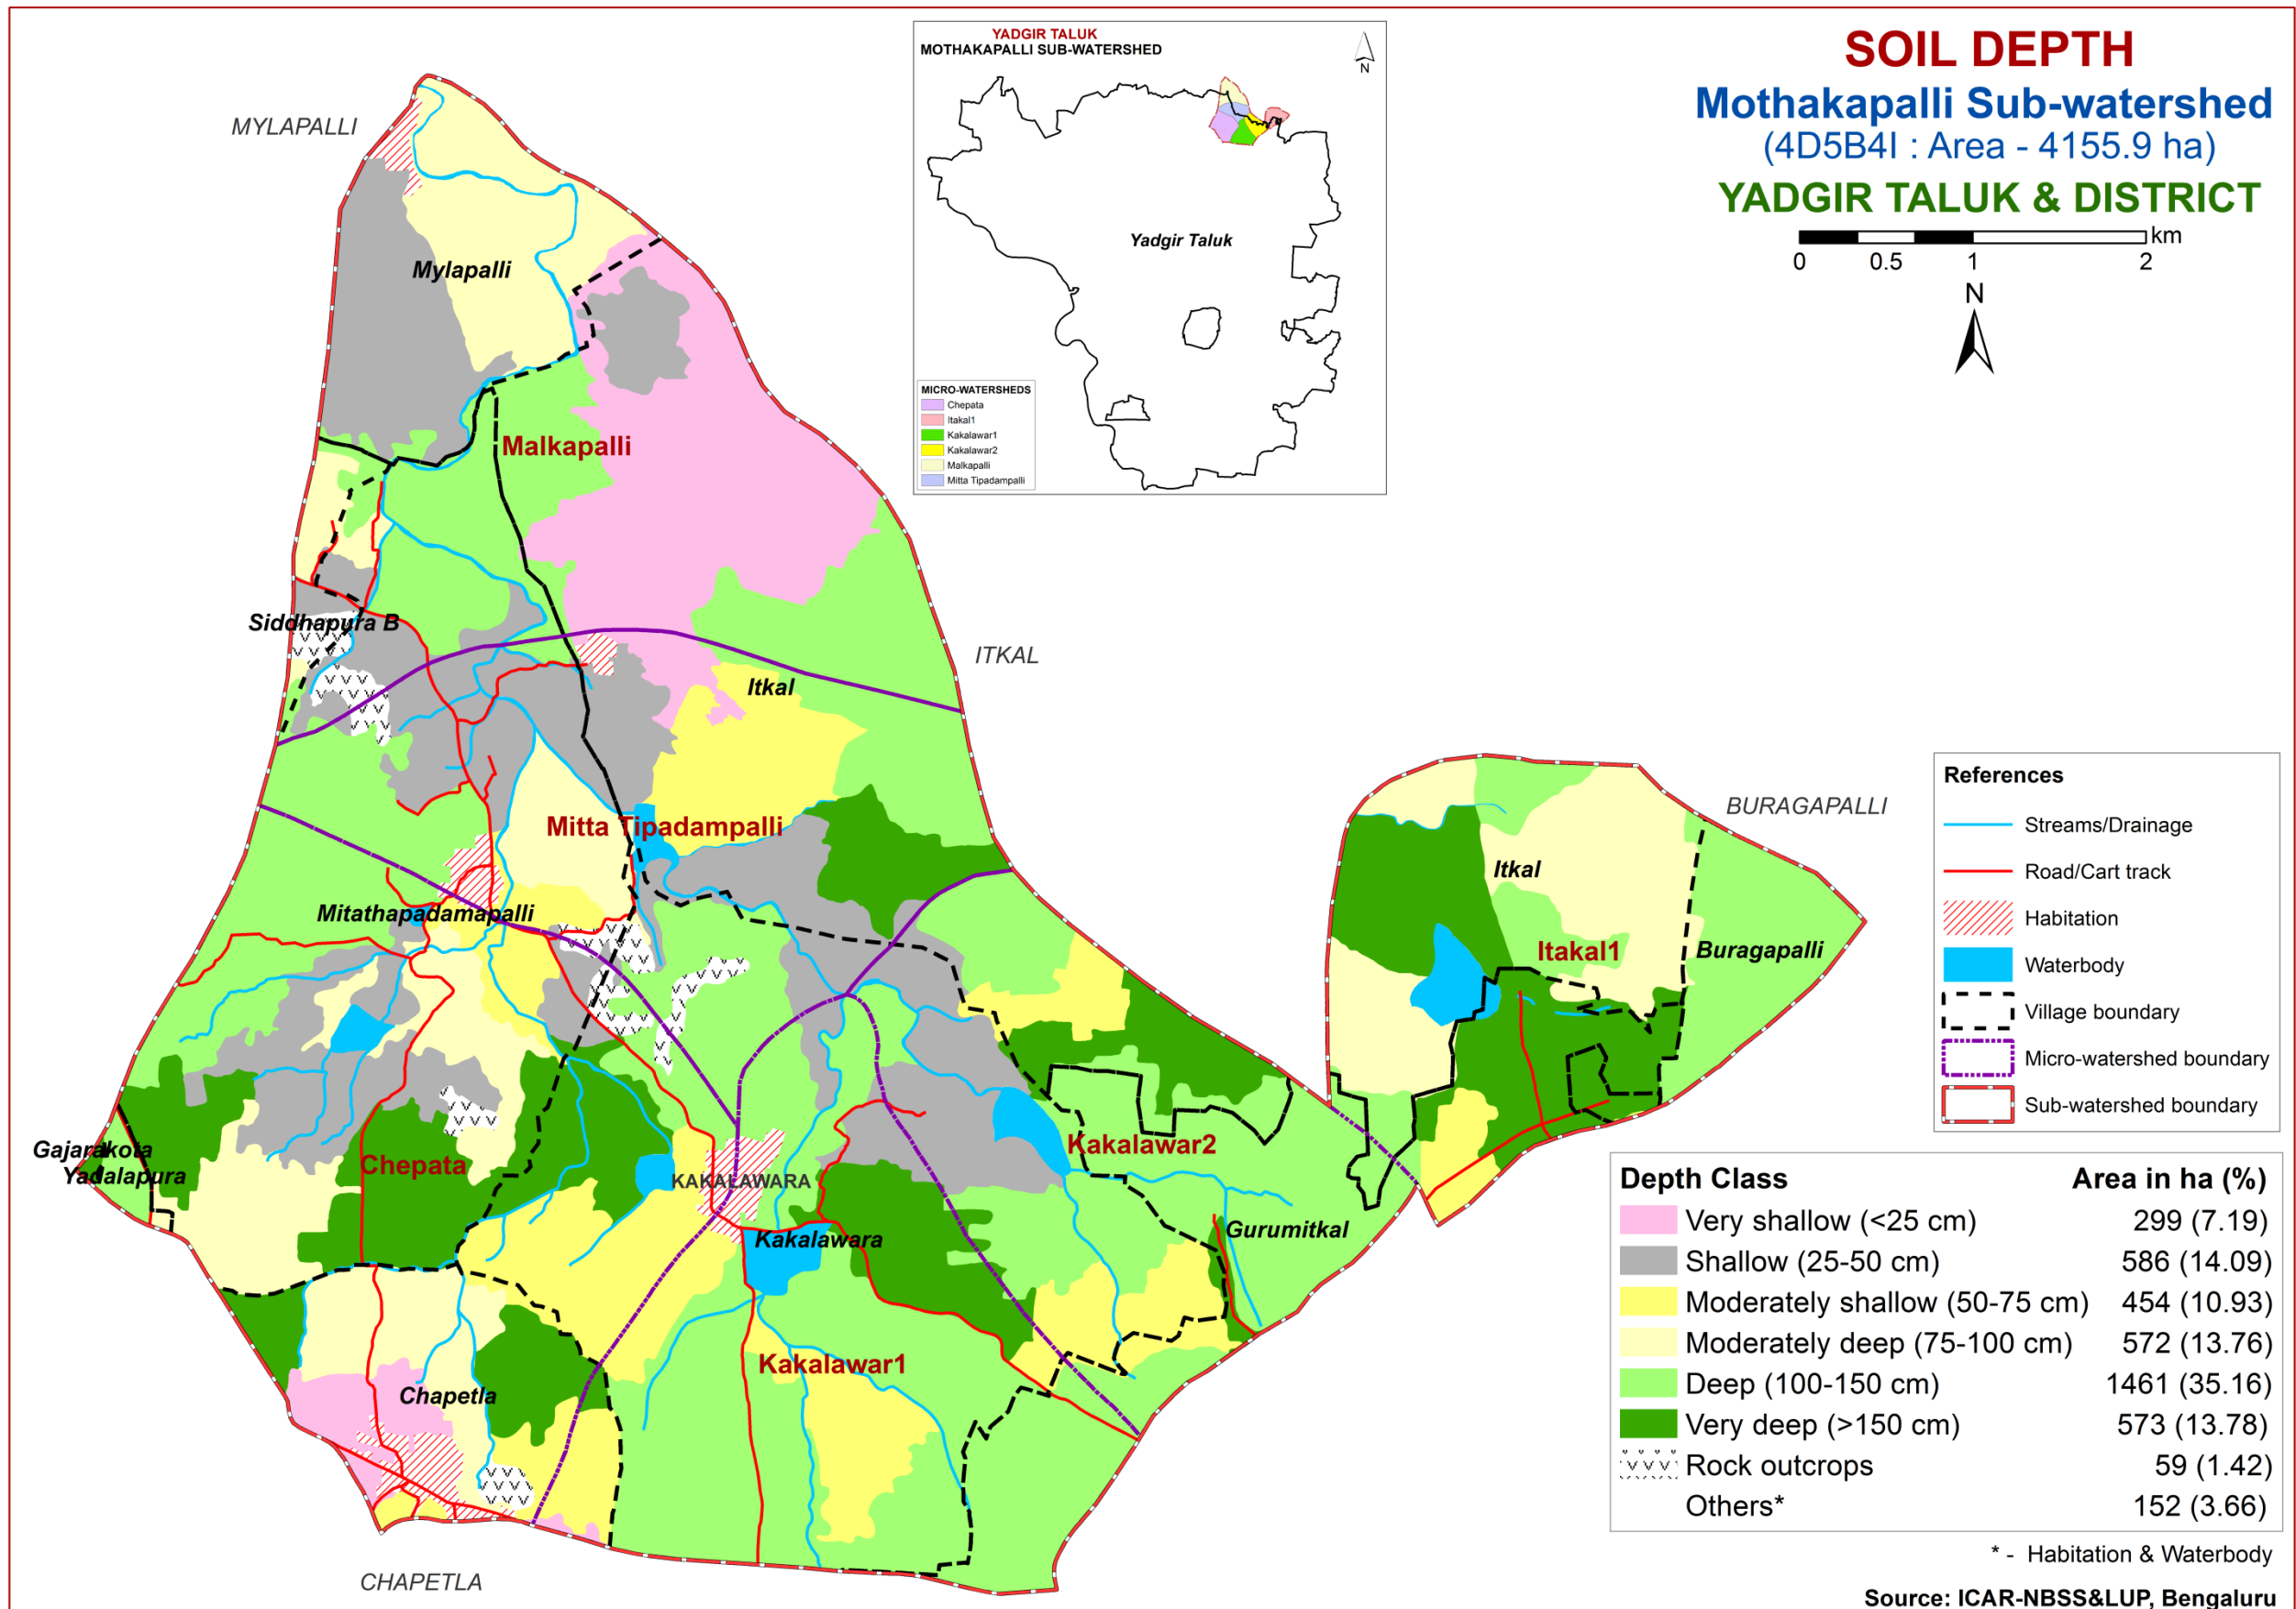 SOIL DEPTH
Mothakapalli Sub-watershed
(4D5B4I : Area - 4155.9 ha)
YADGIR TALUK & DISTRICT
km
0 0.5 1 2
N
YADGIR TALUK
MOTHAKAPALLI SUB-WATERSHED
N
Yadgir Taluk
MICRO-WATERSHEDS
Chepata
Itakal1
Kakalawar1
Kakalawar2
Malkapalli
Mitta Tipadampalli
MYLAPALLI
Mylapalli
Malkapalli
Siddhapura B
ITKAL
Itkal
Mitta Tipadampalli
BURAGAPALLI
Itkal
Mitathapadamapalli
Itakal1
Buragapalli
Gajarakota
Yadalapura
Chepata
KAKALAWARA
Kakalawar2
Kakalawara
Gurumitkal
Kakalawar1
Chapetla
CHAPETLA
References
Streams/Drainage
Road/Cart track
Habitation
Waterbody
Village boundary
Micro-watershed boundary
Sub-watershed boundary
Depth Class Area in ha (%)
Very shallow (<25 cm) 299 (7.19)
Shallow (25-50 cm) 586 (14.09)
Moderately shallow (50-75 cm) 454 (10.93)
Moderately deep (75-100 cm) 572 (13.76)
Deep (100-150 cm) 1461 (35.16)
Very deep (>150 cm) 573 (13.78)
Rock outcrops 59 (1.42)
Others* 152 (3.66)
* - Habitation & Waterbody
Source: ICAR-NBSS&LUP, Bengaluru